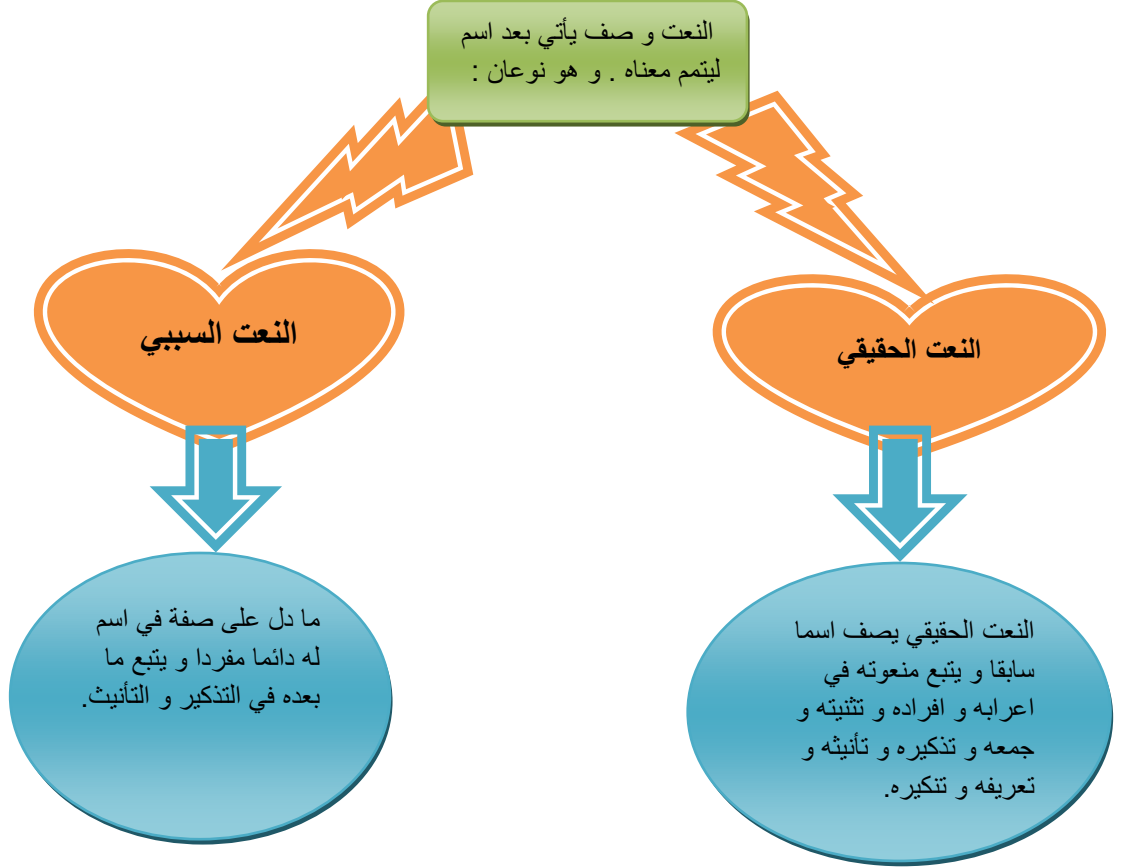 النعت و صف يأتي بعد اسم
ليتمم معناه . و هو نوعان :
النعت الحقيقي
النعت السببي
النعت الحقيقي يصف اسما
سابقا و يتبع منعوته في
اعرابه و افراده و تثنيته و
جمعه و تذكيره و تأنيثه و
تعريفه و تنكيره.
ما دل على صفة في اسم
له دائما مفردا و يتبع ما
بعده في التذكير و التأنيث.